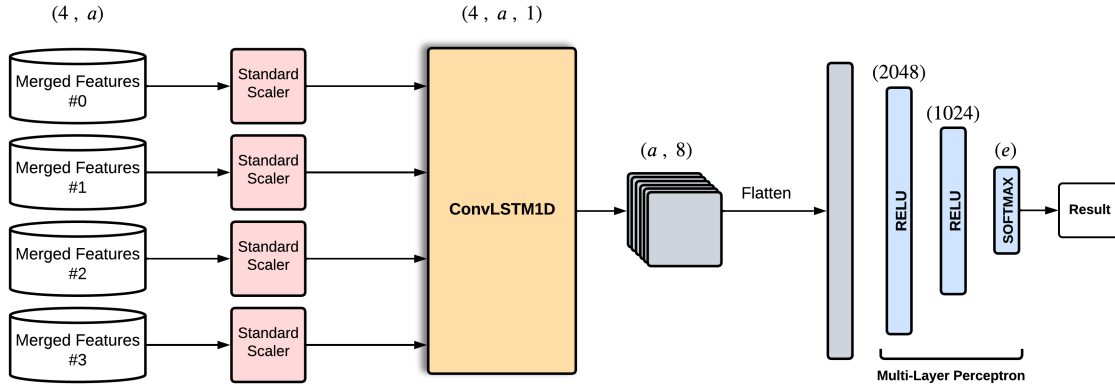 (4 , a)
(4 , a , 1)
Merged Features
#0
Standard
Scaler
Merged Features
#1
Standard
Scaler
Merged Features
#2
Standard
Scaler
Merged Features
#3
Standard
Scaler
ConvLSTM1D
(a , 8)
Flatten
(2048)
RELU
(1024)
RELU
(e)
SOFTMAX
Result
Multi-Layer Perceptron